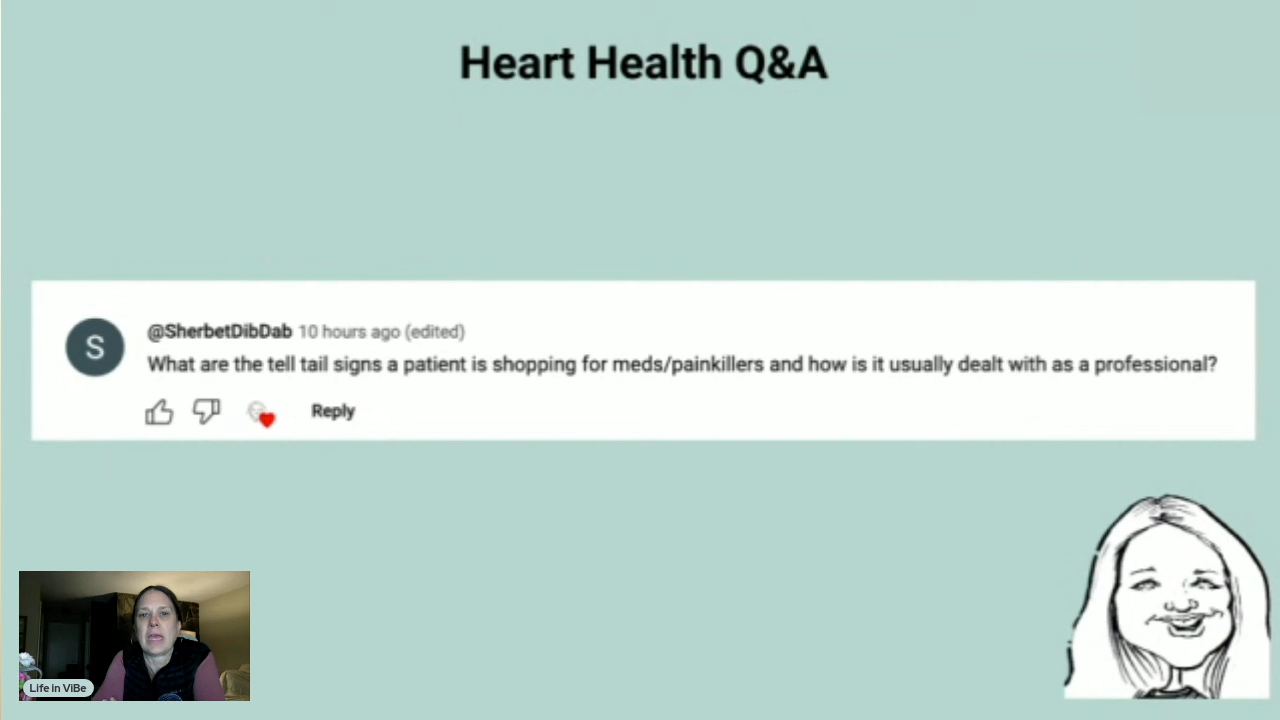 Heart Health Q&A
S
@SherbetDibDab 10 hours ago (edited)
What are the tell tail signs a patient is shopping for meds/painkillers and how is it usually dealt with as a professional?
Reply
Life in VIBe